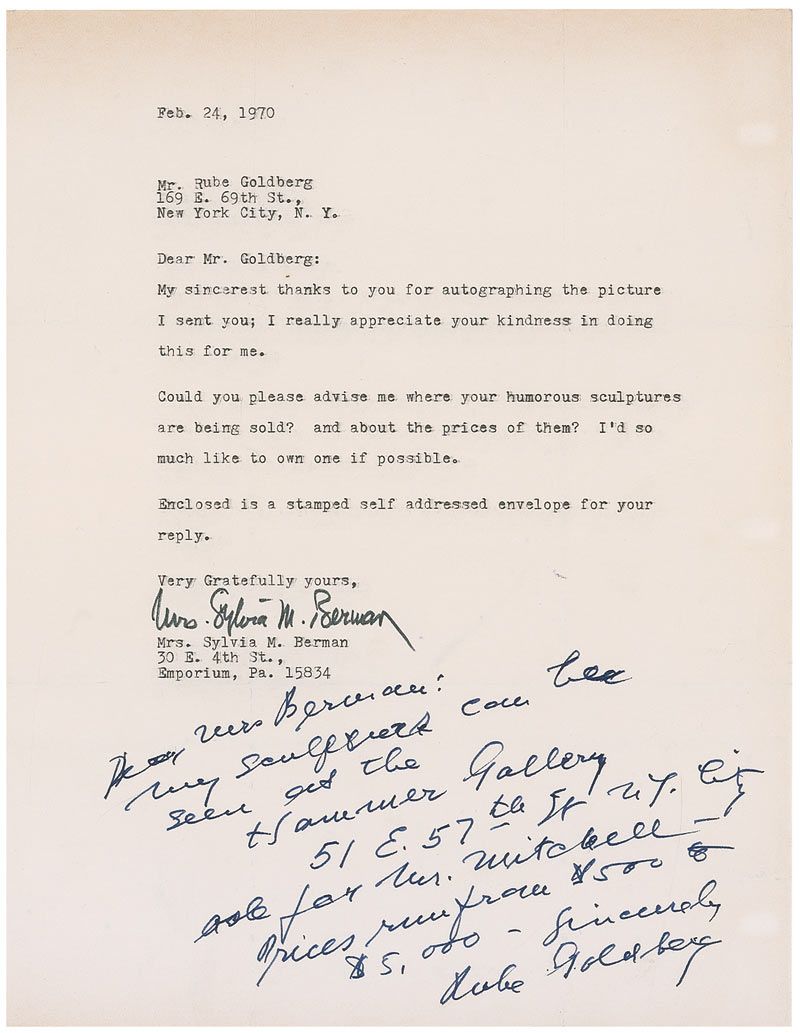 Feb. 24, 1970
Mr. Rube Goldberg
169 E. 69th St.,
New York City, N. Y.
Dear Mr. Goldberg:
My sincerest thanks to you for autographing the picture
I sent you; I really appreciate your kindness in doing
this for me.
Could you please advise me where your humorous sculptures
are being sold? and about the prices of them? I'd so
much like to own one if possible.
Enclosed is a stamped self addressed envelope for your
reply.
Very Gratefully yours,
Mrs. Sylvia M. Berman
Mrs. Sylvia M. Berman
30 E. 4th St.,
Emporium, Pa. 15834
Dear Mrs Berman:
my sculptures can be
seen at the
Hammer Gallery
51 E. 57th St N.Y. City
ask for Mr. Mitchell –
Prices run from $500 to
$5,000 – Sincerely
Rube Goldberg